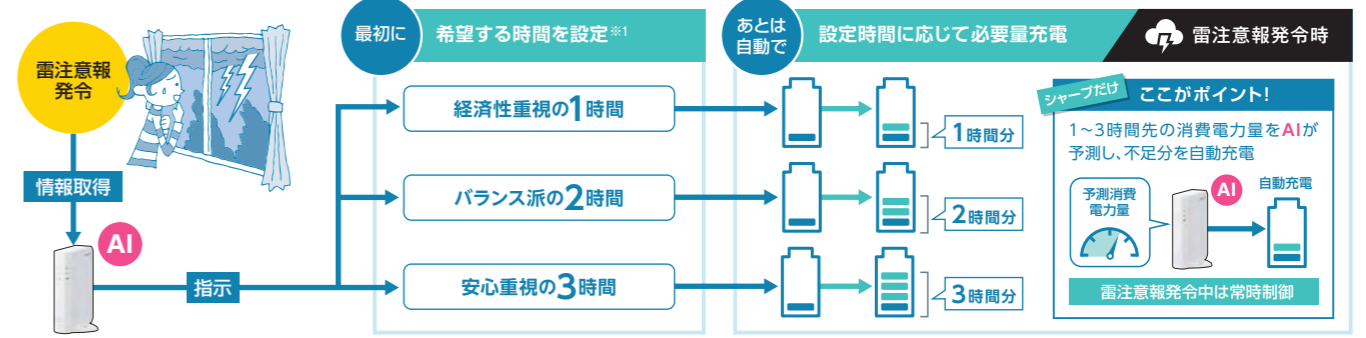 雷注意報
発令
情報取得
AI
指示
最初に
希望する時間を設定※1
経済性重視の1時間
バランス派の2時間
安心重視の3時間
あとは
自動で
設定時間に応じて必要量充電
雷注意報発令時
1時間分
2時間分
3時間分
シャープだけ
ここがポイント!
1~3時間先の消費電力量をAIが
予測し、不足分を自動充電
予測消費
電力量
AI
自動充電
雷注意報発令中は常時制御